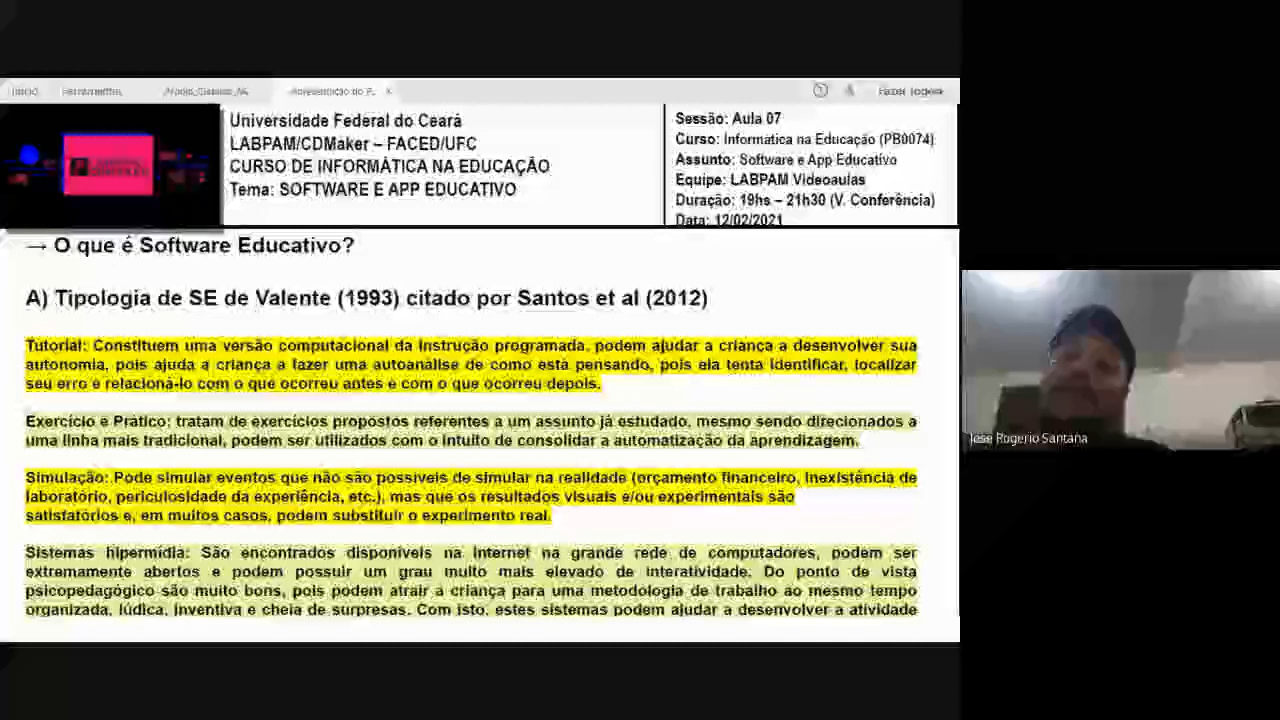 Fazer login
Universidade Federal do Ceará
LABPAM/CDMaker – FACED/UFC
CURSO DE INFORMÁTICA NA EDUCAÇÃO
Tema: SOFTWARE E APP EDUCATIVO
Sessão: Aula 07
Curso: Informática na Educação (PB0074)
Assunto: Software e App Educativo
Equipe: LABPAM Videoaulas
Duração: 19hs – 21h30 (V. Conferência)
Data: 12/02/2021
→ O que é Software Educativo?
A) Tipologia de SE de Valente (1993) citado por Santos et al (2012)
Tutorial: Constituem uma versão computacional da instrução programada, podem ajudar a criança a desenvolver sua
autonomia, pois ajuda a criança a fazer uma autoanálise de como está pensando, pois ela tenta identificar, localizar
seu erro e relacioná-lo com o que ocorreu antes e com o que ocorreu depois.
Exercício e Prático: tratam de exercícios propostos referentes a um assunto já estudado, mesmo sendo direcionados a
uma linha mais tradicional, podem ser utilizados com o intuito de consolidar a automatização da aprendizagem.
Simulação: Pode simular eventos que não são possíveis de simular na realidade (orçamento financeiro, inexistência de
laboratório, periculosidade da experiência, etc.), mas que os resultados visuais e/ou experimentais são
satisfatórios e, em muitos casos, podem substituir o experimento real.
Sistemas hipermídia: São encontrados disponíveis na Internet na grande rede de computadores, podem ser
extremamente abertos e podem possuir um grau muito mais elevado de interatividade. Do ponto de vista
psicopedagógico são muito bons, pois podem atrair a criança para uma metodologia de trabalho ao mesmo tempo
organizada, lúdica, inventiva e cheia de surpresas. Com isto, estes sistemas podem ajudar a desenvolver a atividade
Jose Rogerio Santana